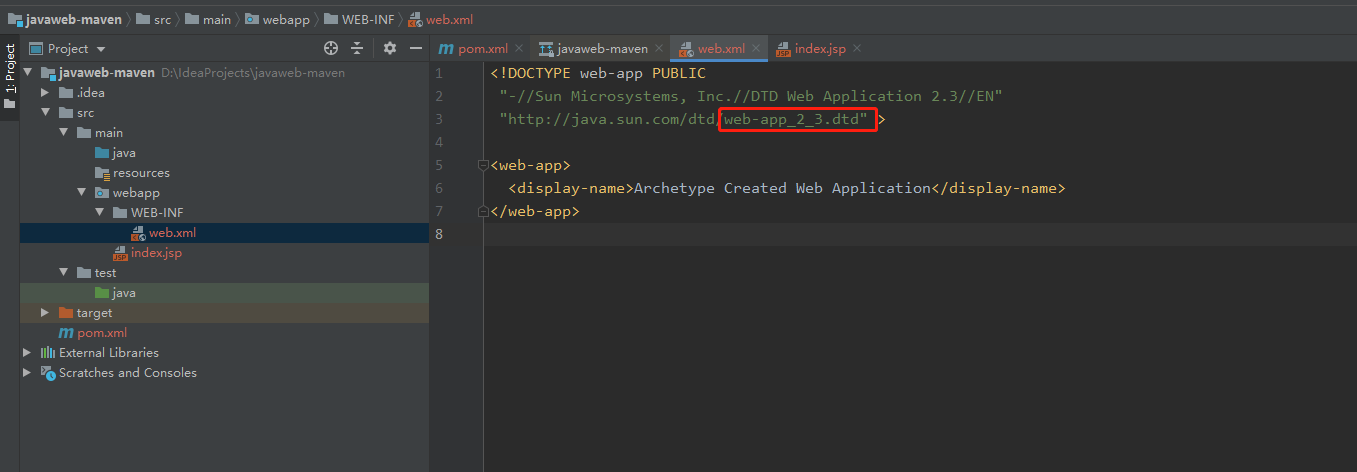 javaweb-maven src main webapp WEB-INF web.xml
1: Project
Project
pom.xml javaweb-maven web.xml index.jsp
javaweb-maven D:\IdeaProjects\javaweb-maven
.idea
src
main
java
resources
webapp
WEB-INF
web.xml
index.jsp
test
java
target
pom.xml
External Libraries
Scratches and Consoles
1 <!DOCTYPE web-app PUBLIC
2 "-//Sun Microsystems, Inc.//DTD Web Application 2.3//EN"
3 "http://java.sun.com/dtd/web-app_2_3.dtd" >
4
5 <web-app>
6 <display-name>Archetype Created Web Application</display-name>
7 </web-app>
8